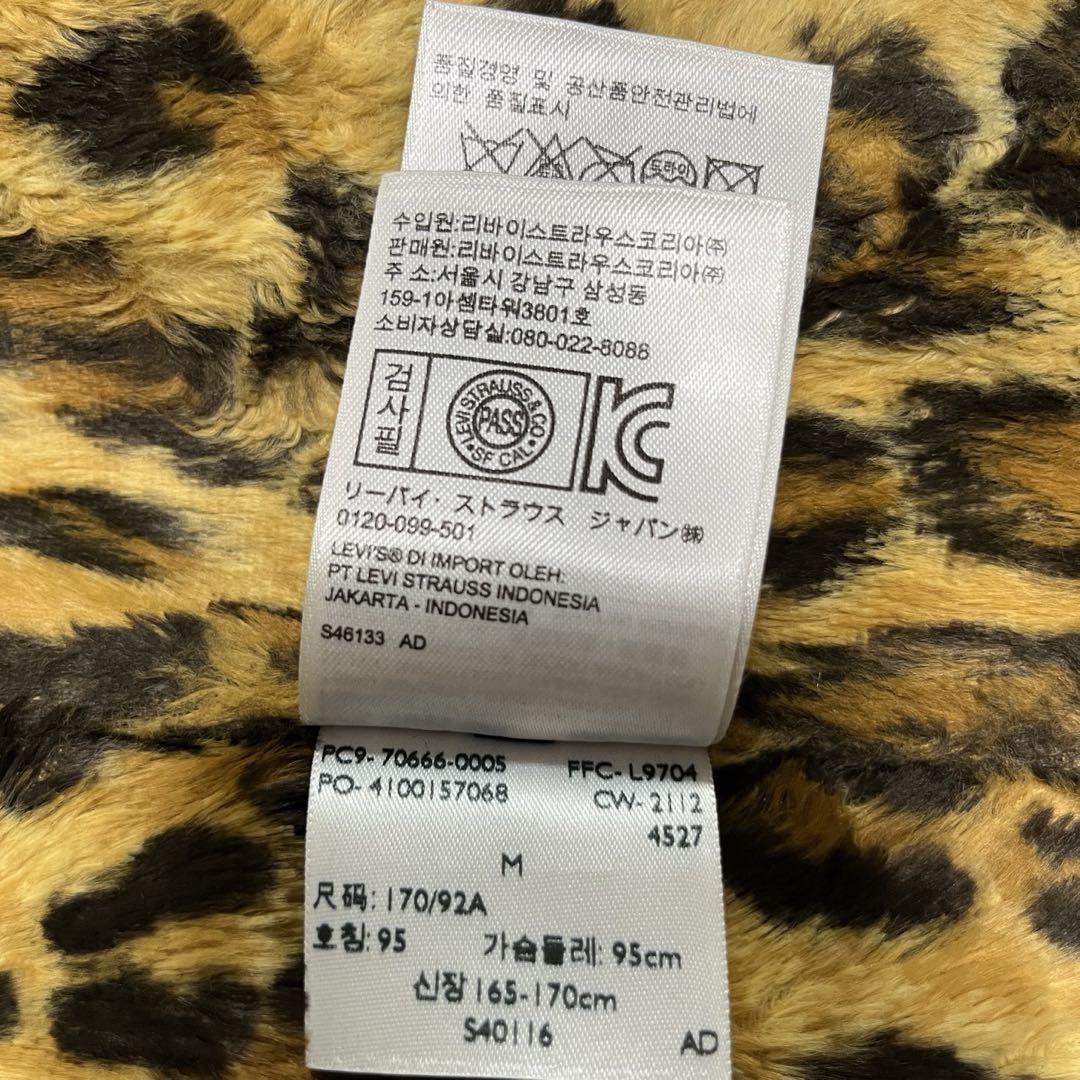 품질경영 및 공산품안전관리법에
의한 품질표시
드라이
수입원:리바이스트라우스코리아㈜
판매원:리바이스트라우스코리아㈜
주 소:서울시 강남구 삼성동
159-1아셈타워3801호
소비자상담실:080-022-8088
검사필
LEVI STRAUSS & CO
PASS
SF CAL
KC
リーバイ・ストラウス ジャパン㈱
0120-099-501
LEVI'S® DI IMPORT OLEH:
PT LEVI STRAUSS INDONESIA
JAKARTA - INDONESIA
S46133 AD
PC9- 70666-0005 FFC- L9704
PO- 4100157068 CW- 2112
4527
M
尺码: 170/92A
호칭: 95 가슴둘레: 95cm
신장 165-170cm
S40116 AD